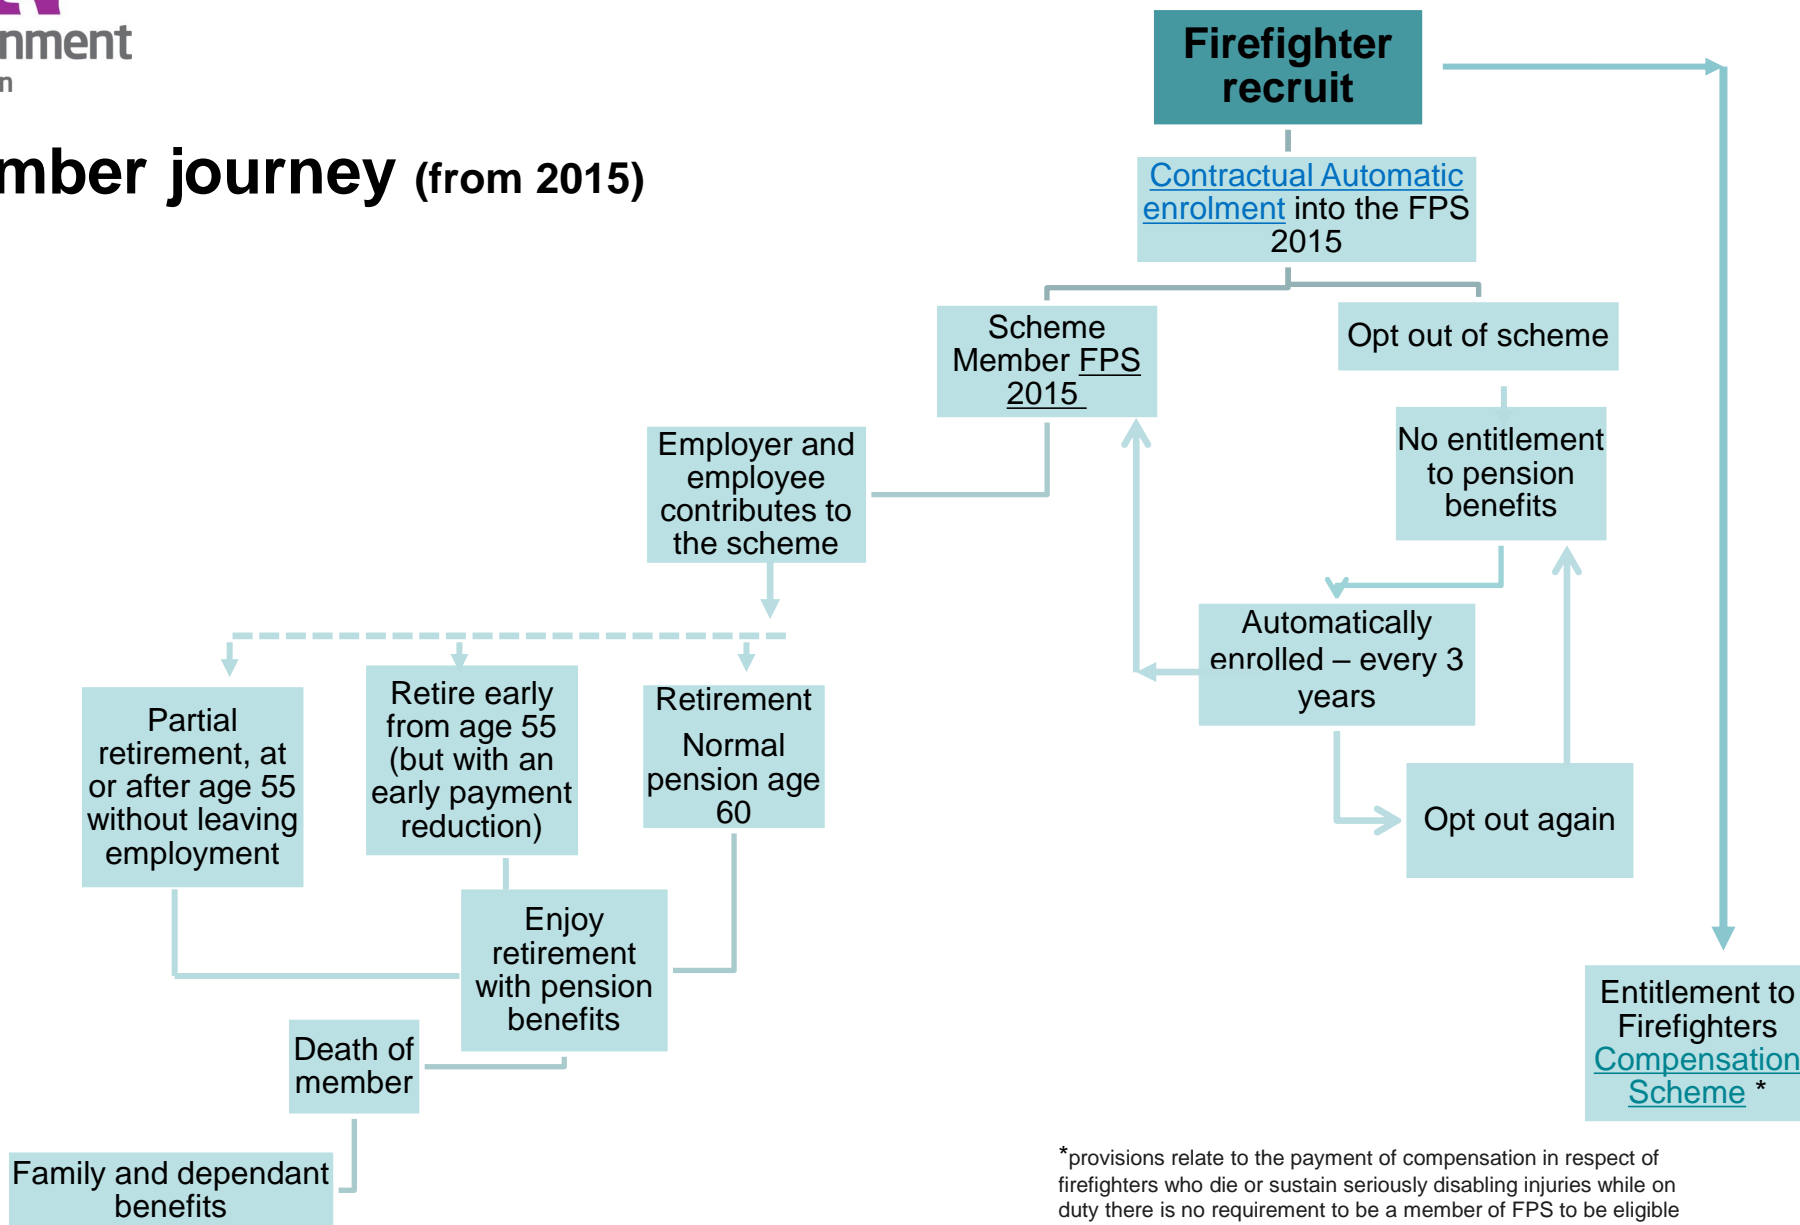 nment
n
mber journey (from 2015)
Firefighter
recruit
Contractual Automatic
enrolment into the FPS
2015
Scheme
Member FPS
2015
Opt out of scheme
Employer and
employee
contributes to
the scheme
No entitlement
to pension
benefits
Automatically
enrolled – every 3
years
Opt out again
Partial
retirement, at
or after age 55
without leaving
employment
Retire early
from age 55
(but with an
early payment
reduction)
Retirement
Normal
pension age
60
Enjoy
retirement
with pension
benefits
Death of
member
Family and dependant
benefits
Entitlement to
Firefighters
Compensation
Scheme *
*provisions relate to the payment of compensation in respect of
firefighters who die or sustain seriously disabling injuries while on
duty there is no requirement to be a member of FPS to be eligible